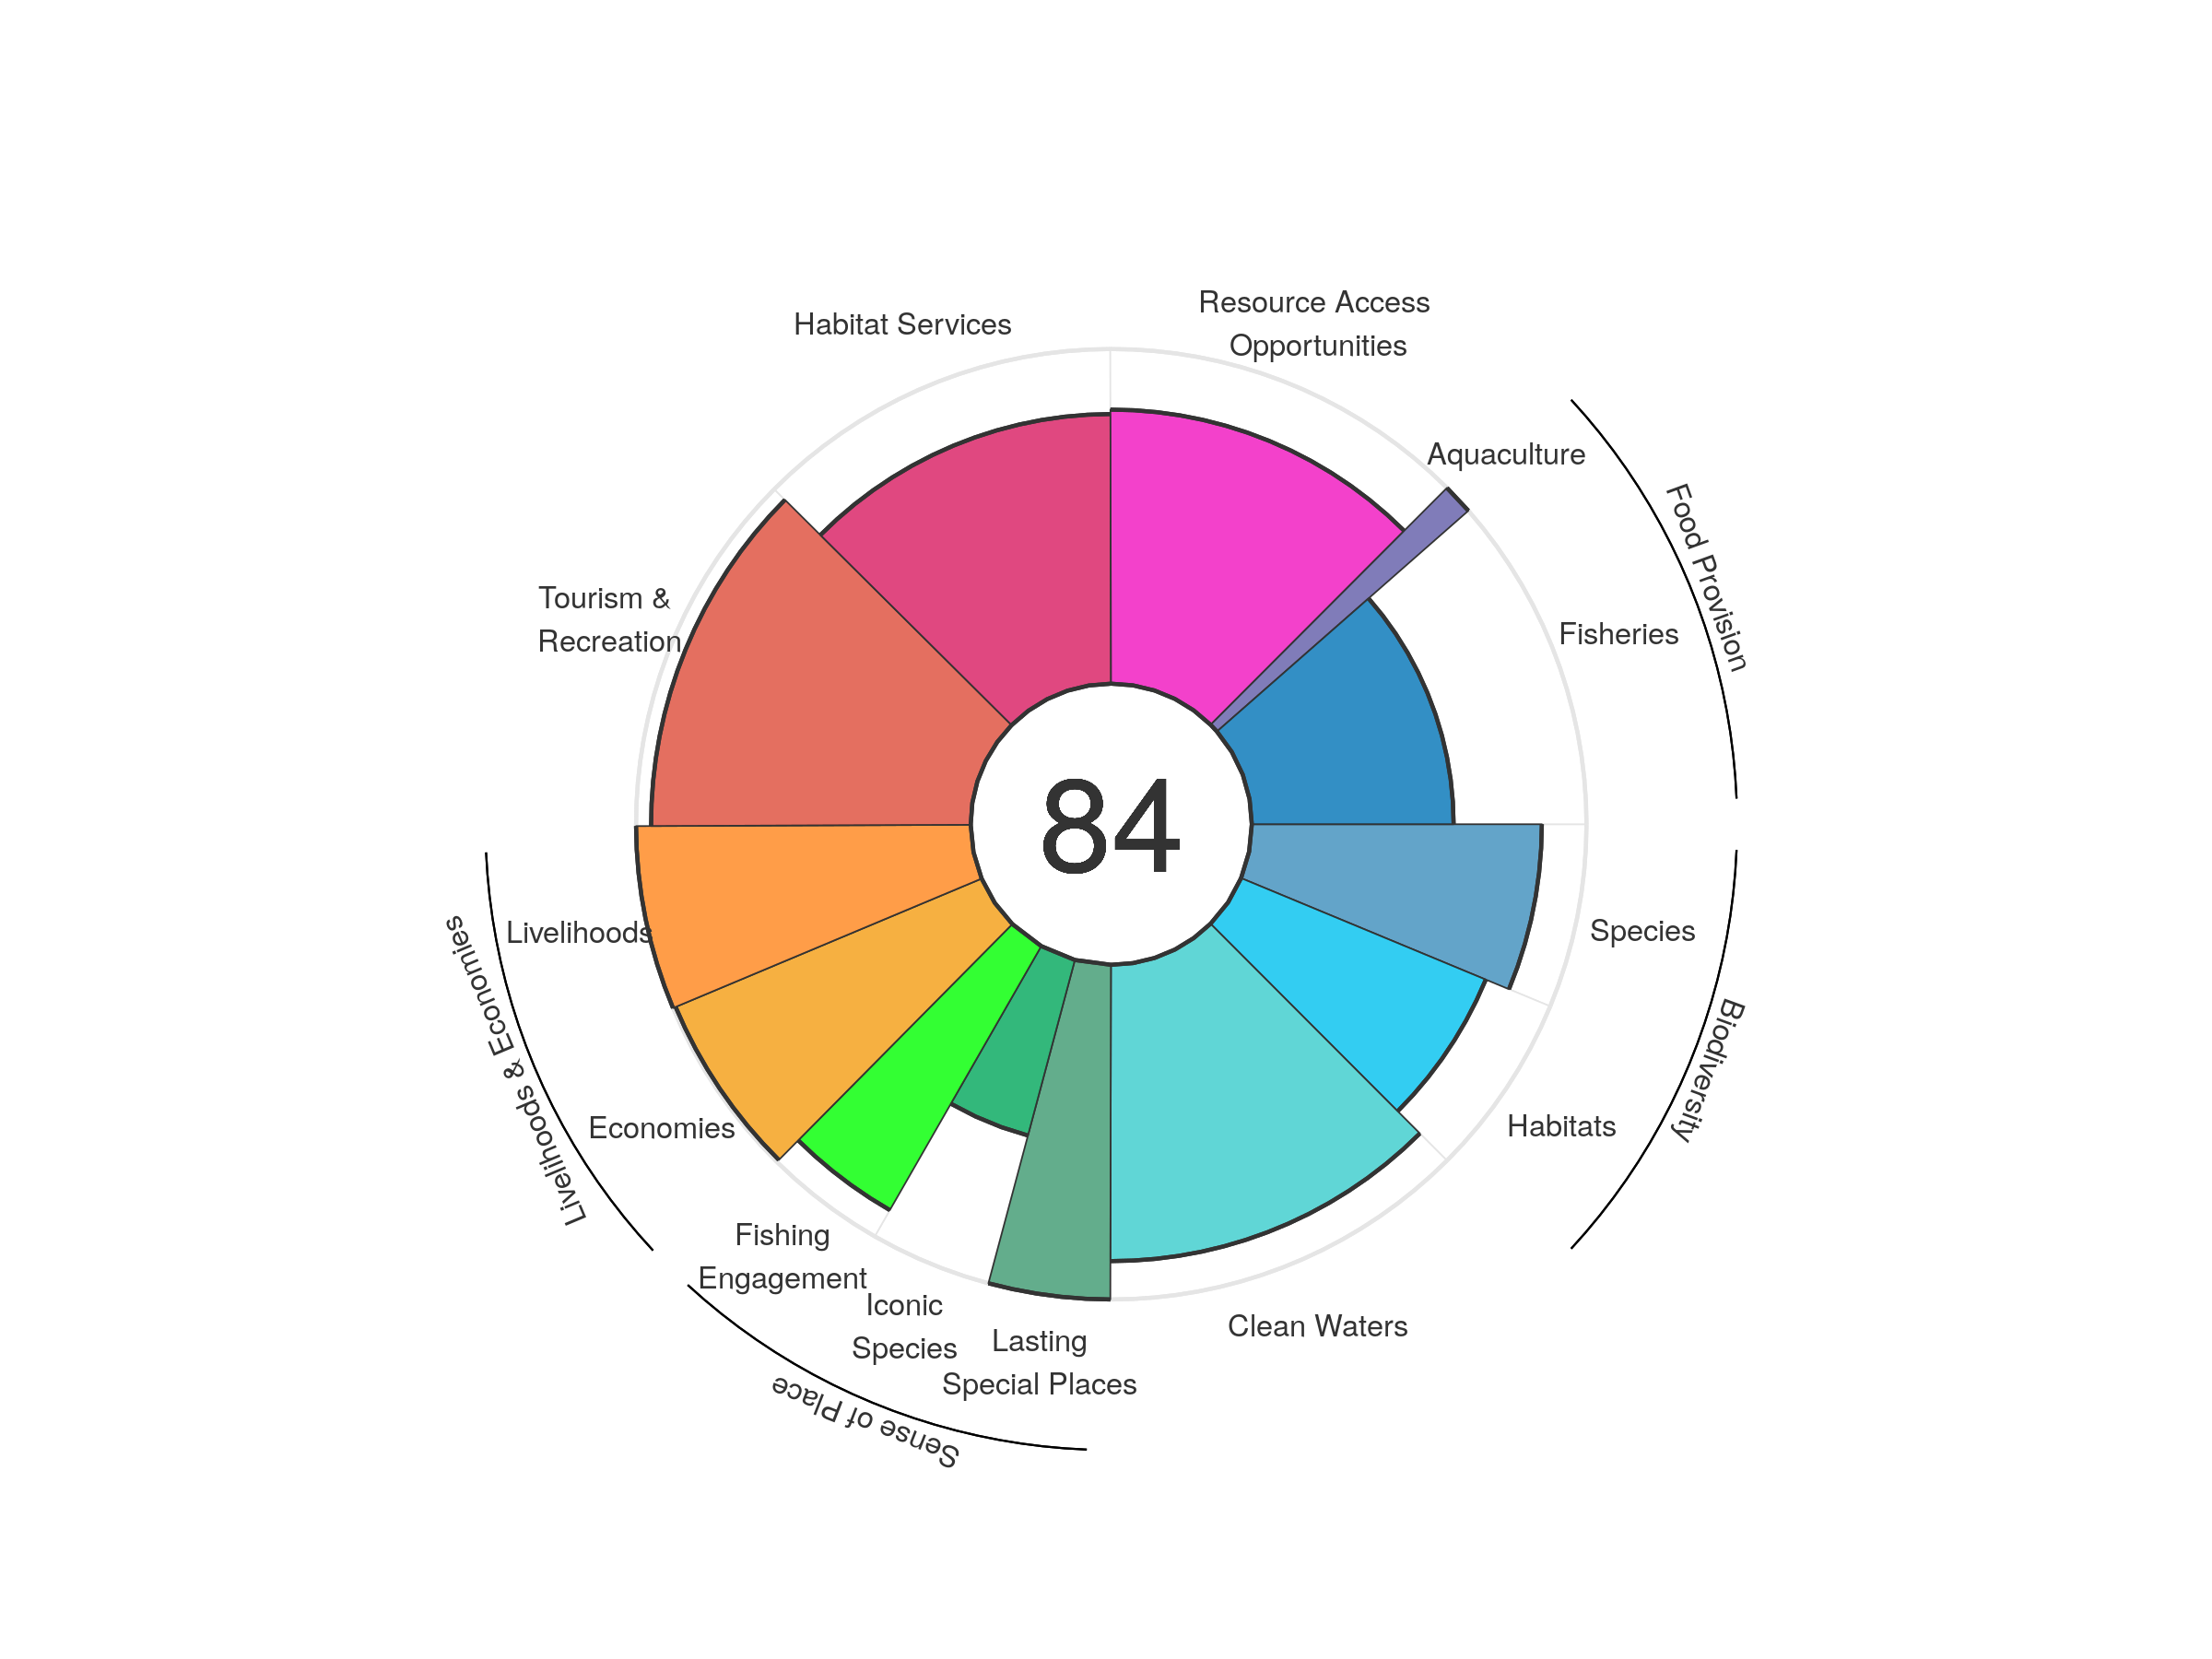 Habitat Services
Resource Access
Opportunities
Aquaculture
Food Provision
Fisheries
Tourism &
Recreation
84
Livelihoods
Species
Livelihoods & Economies
Biodiversity
Economies
Habitats
Fishing
Engagement
Iconic
Species
Lasting
Special Places
Clean Waters
Sense of Place